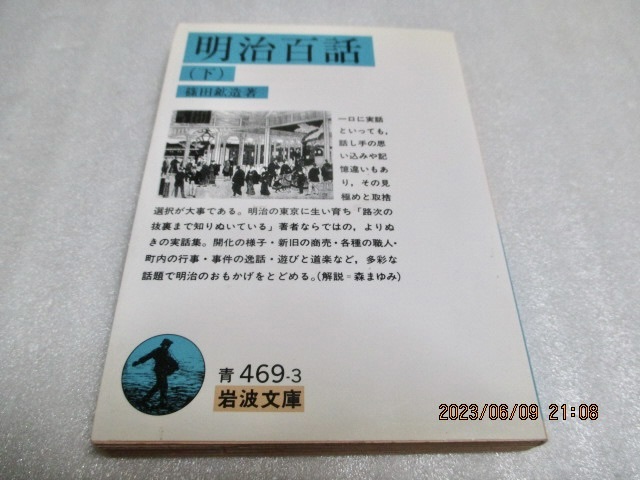 明治百話
(下)
篠田鉱造著
一口に実話
といっても,
話し手の思
い込みや記
憶違いもあ
り,その見
極めと取捨
選択が大事である。明治の東京に生い育ち「路次の
抜裏まで知りぬいている」著者ならではの,よりぬ
きの実話集。開化の様子・新旧の商売・各種の職人・
町内の行事・事件の逸話・遊びと道楽など,多彩な
話題で明治のおもかげをとどめる。(解説=森まゆみ)
青 469-3
岩波文庫
2023/06/09 21:08